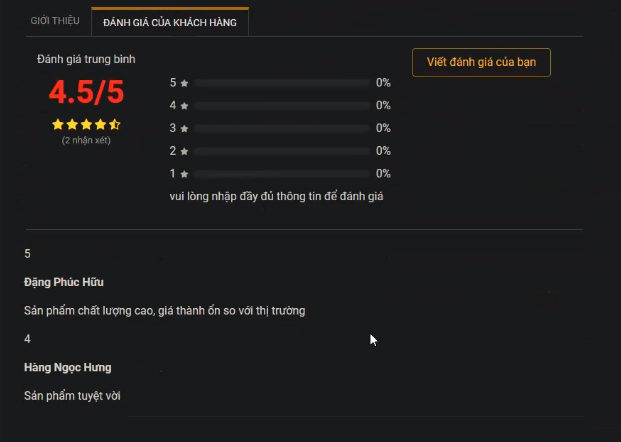 GIỚI THIỆU
ĐÁNH GIÁ CỦA KHÁCH HÀNG
Đánh giá trung bình
4.5/5
(2 nhận xét)
5 ★ 0%
4 ★ 0%
3 ★ 0%
2 ★ 0%
1 ★ 0%
vui lòng nhập đầy đủ thông tin để đánh giá
Viết đánh giá của bạn
5
Đặng Phúc Hữu
Sản phẩm chất lượng cao, giá thành ổn so với thị trường
4
Hàng Ngọc Hưng
Sản phẩm tuyệt vời